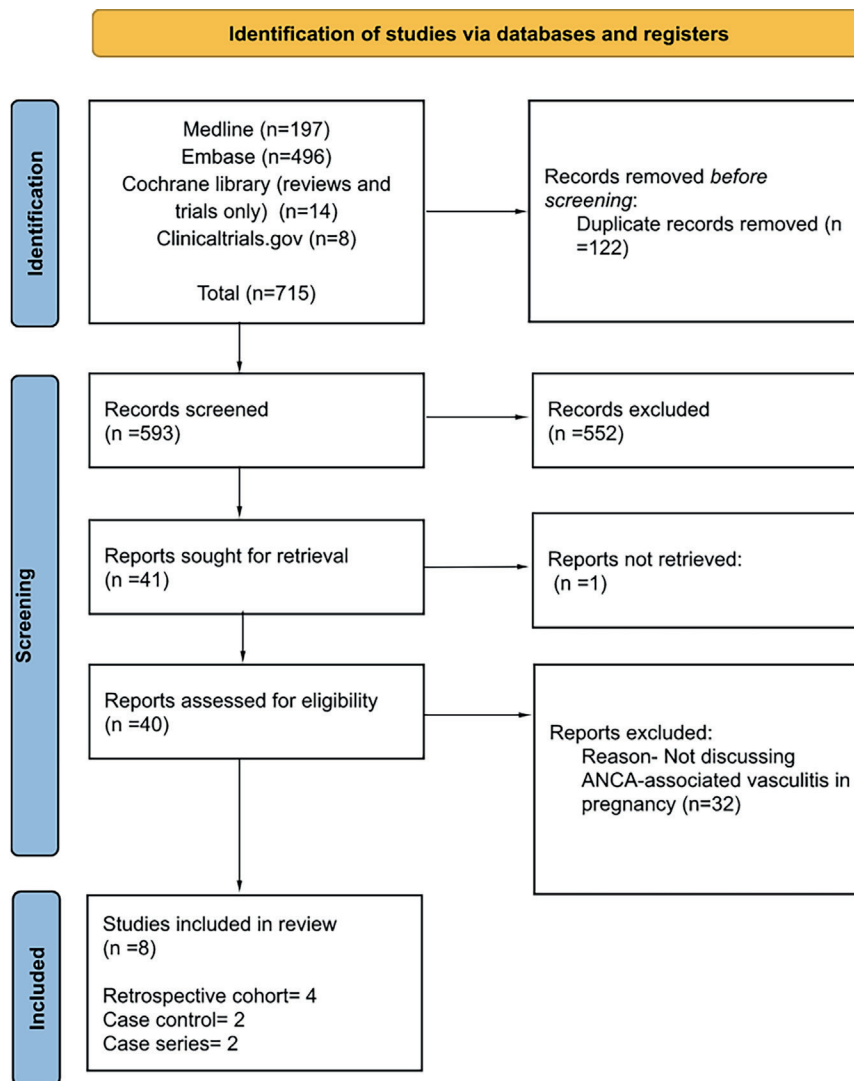 Identification of studies via databases and registers
Identification
Medline (n=197)
Embase (n=496)
Cochrane library (reviews and
trials only) (n=14)
Clinicaltrials.gov (n=8)
Total (n=715)
Records removed before
screening:
Duplicate records removed (n
=122)
Screening
Records screened
(n =593)
Records excluded
(n =552)
Reports sought for retrieval
(n =41)
Reports not retrieved:
(n =1)
Reports assessed for eligibility
(n =40)
Reports excluded:
Reason- Not discussing
ANCA-associated vasculitis in
pregnancy (n=32)
Included
Studies included in review
(n =8)
Retrospective cohort= 4
Case control= 2
Case series= 2